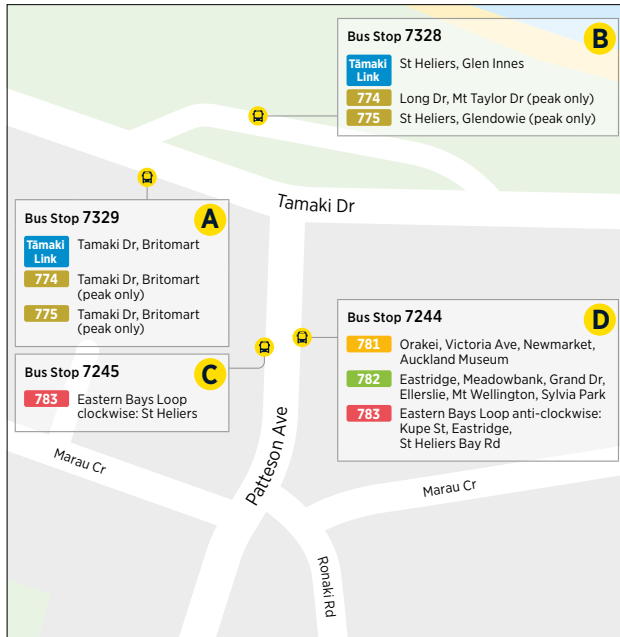 Bus Stop 7328
B
Tāmaki Link
St Heliers, Glen Innes
774
Long Dr, Mt Taylor Dr (peak only)
775
St Heliers, Glendowie (peak only)
Tamaki Dr
Bus Stop 7329
A
Tāmaki Link
Tamaki Dr, Britomart
774
Tamaki Dr, Britomart
(peak only)
775
Tamaki Dr, Britomart
(peak only)
Bus Stop 7244
D
781
Orakei, Victoria Ave, Newmarket,
Auckland Museum
782
Eastridge, Meadowbank, Grand Dr,
Ellerslie, Mt Wellington, Sylvia Park
783
Eastern Bays Loop anti-clockwise:
Kupe St, Eastridge,
St Heliers Bay Rd
Bus Stop 7245
C
783
Eastern Bays Loop
clockwise: St Heliers
Marau Cr
Patteson Ave
Marau Cr
Ronaki Rd